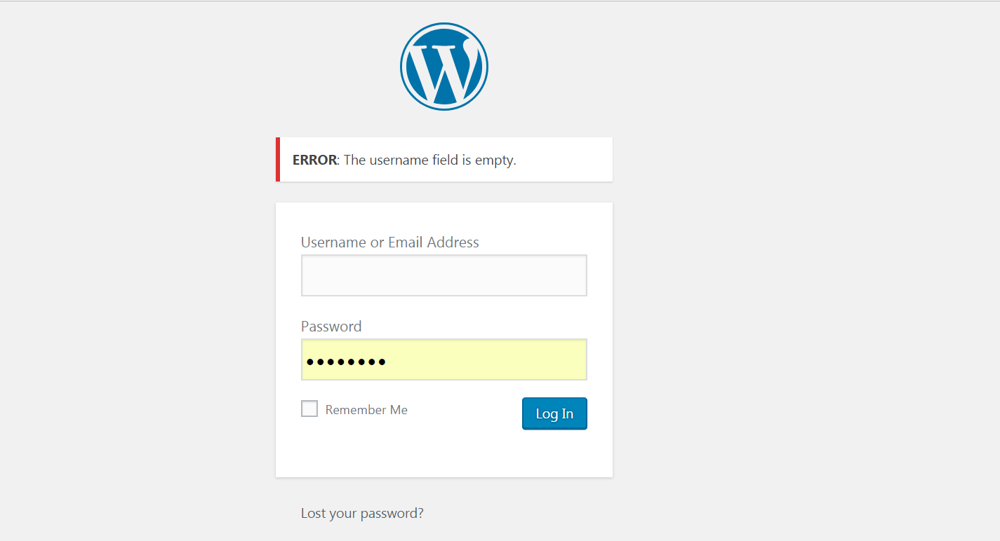 ERROR: The username field is empty.
Username or Email Address
Password
••••••••
Remember Me
Log In
Lost your password?